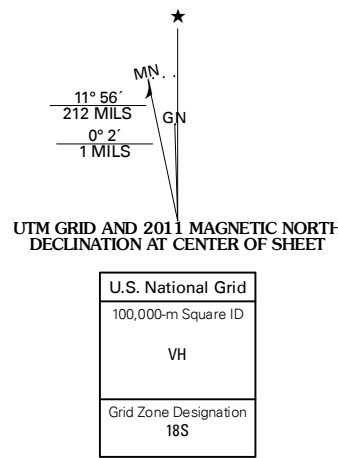 MN
11° 56´
212 MILS
GN
0° 2´
1 MILS
UTM GRID AND 2011 MAGNETIC NORTH
DECLINATION AT CENTER OF SHEET
U.S. National Grid
100,000-m Square ID
VH
Grid Zone Designation
18S